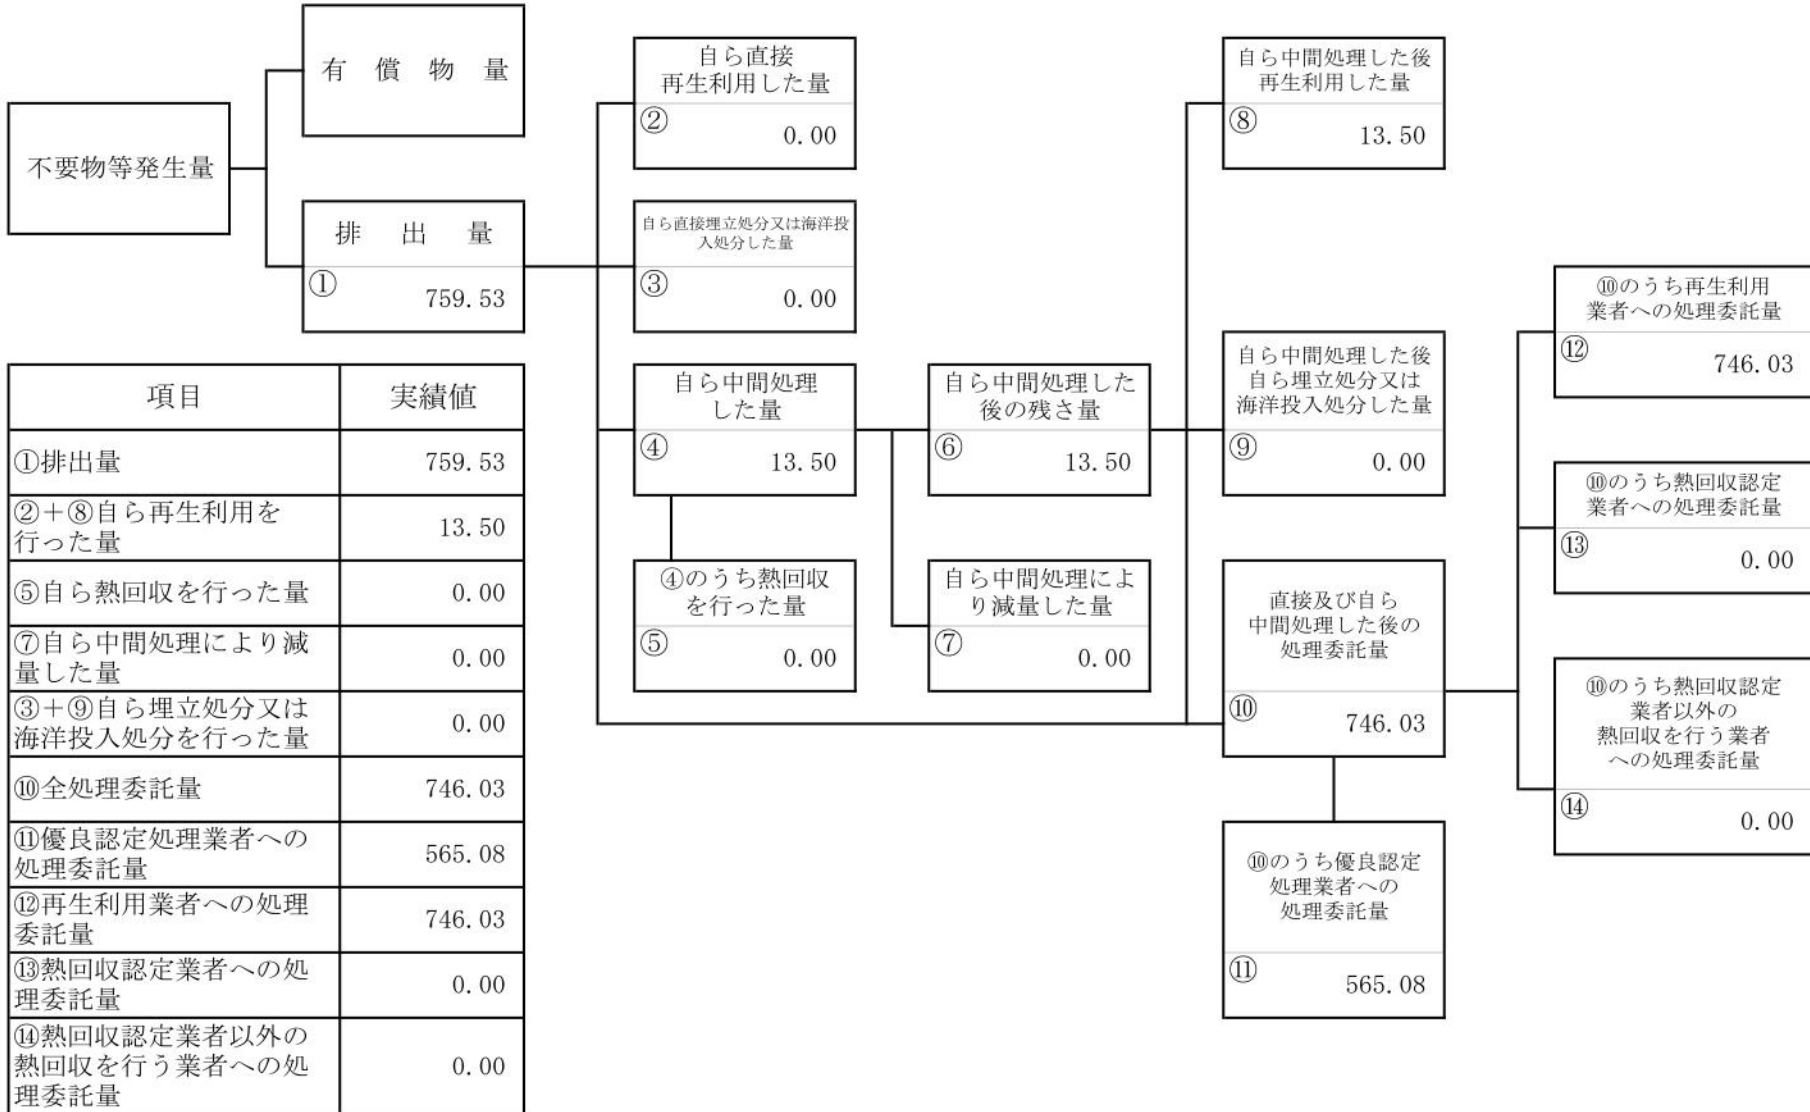 不要物等発生量
有償物量
排出量
①
759.53
自ら直接
再生利用した量
②
0.00
自ら直接埋立処分又は海洋投
入処分した量
③
0.00
自ら中間処理
した量
④
13.50
④のうち熱回収
を行った量
⑤
0.00
自ら中間処理した
後の残さ量
⑥
13.50
自ら中間処理によ
り減量した量
⑦
0.00
自ら中間処理した後
再生利用した量
⑧
13.50
自ら中間処理した後
自ら埋立処分又は
海洋投入処分した量
⑨
0.00
直接及び自ら
中間処理した後の
処理委託量
⑩
746.03
⑩のうち優良認定
処理業者への
処理委託量
⑪
565.08
⑩のうち再生利用
業者への処理委託量
⑫
746.03
⑩のうち熱回収認定
業者への処理委託量
⑬
0.00
⑩のうち熱回収認定
業者以外の
熱回収を行う業者
への処理委託量
⑭
0.00
項目 実績値
①排出量 759.53
②+⑧自ら再生利用を
行った量 13.50
⑤自ら熱回収を行った量 0.00
⑦自ら中間処理により減
量した量 0.00
③+⑨自ら埋立処分又は
海洋投入処分を行った量 0.00
⑩全処理委託量 746.03
⑪優良認定処理業者への
処理委託量 565.08
⑫再生利用業者への処理
委託量 746.03
⑬熱回収認定業者への処
理委託量 0.00
⑭熱回収認定業者以外の
熱回収を行う業者への処
理委託量 0.00